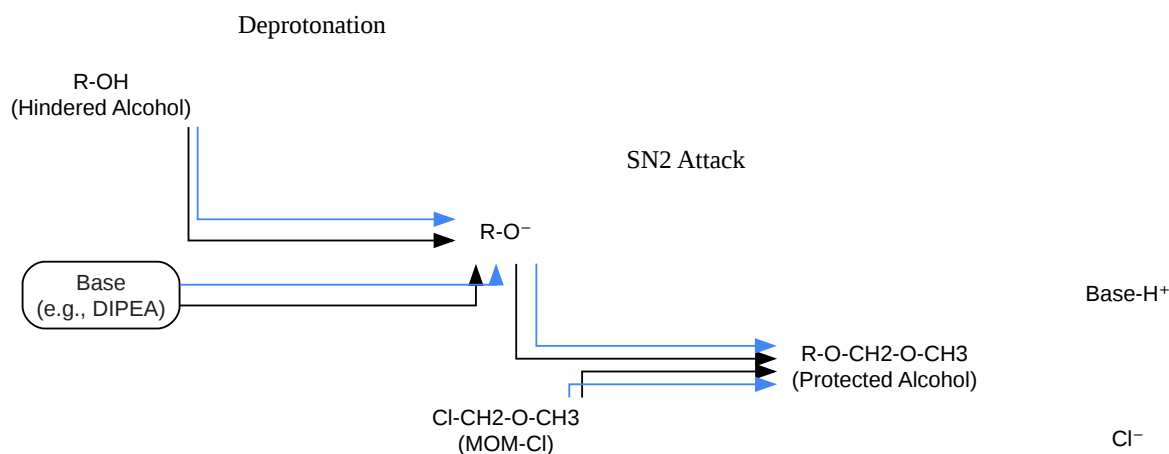 Deprotonation
R-OH
(Hindered Alcohol)
SN2 Attack
R-O⁻
Base
(e.g., DIPEA)
Base-H⁺
R-O-CH2-O-CH3
(Protected Alcohol)
Cl-CH2-O-CH3
(MOM-Cl)
Cl⁻